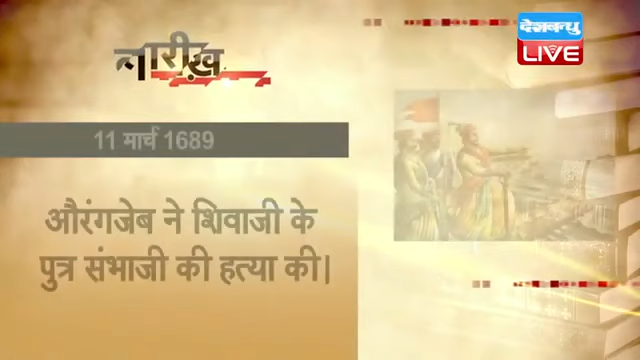 तारीख़
देशबन्धु
LIVE
11 मार्च 1689
औरंगजेब ने शिवाजी के
पुत्र संभाजी की हत्या की।